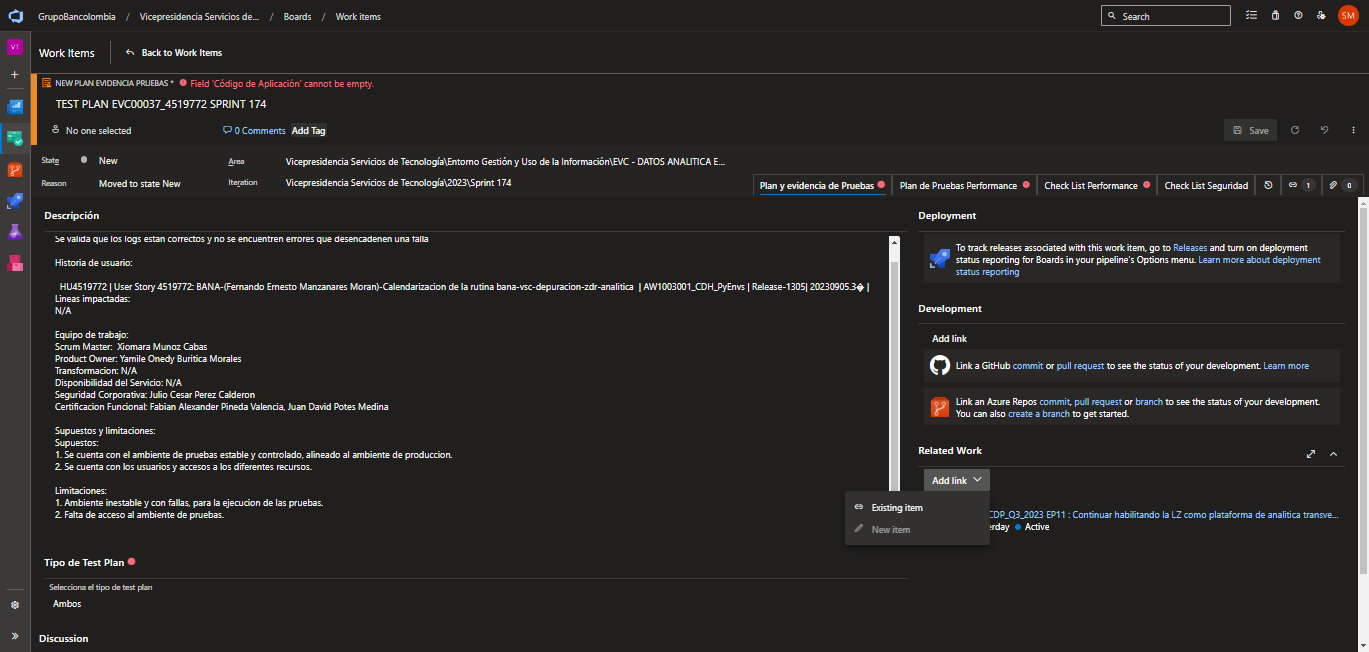 GrupoBancolombia / Vicepresidencia Servicios de... / Boards / Work items
Search
SM
VT
Work Items
Back to Work Items
NEW PLAN EVIDENCIA PRUEBAS * Field 'Código de Aplicación' cannot be empty.
TEST PLAN EVC00037_4519772 SPRINT 174
No one selected
0 Comments
Add Tag
Save
State
New
Area
Vicepresidencia Servicios de Tecnología\Entorno Gestión y Uso de la Información\EVC - DATOS ANALITICA E...
Reason
Moved to state New
Iteration
Vicepresidencia Servicios de Tecnología\2023\Sprint 174
Plan y evidencia de Pruebas
Plan de Pruebas Performance
Check List Performance
Check List Seguridad
1
0
Descripción
Se valida que los logs estan correctos y no se encuentren errores que desencadenen una falla
Historia de usuario:
HU4519772 | User Story 4519772: BANA-(Fernando Ernesto Manzanares Moran)-Calendarizacion de la rutina bana-vsc-depuracion-zdr-analitica | AW1003001_CDH_PyEnvs | Release-1305| 20230905.3� |
Lineas impactadas:
N/A
Equipo de trabajo:
Scrum Master: Xiomara Munoz Cabas
Product Owner: Yamile Onedy Buritica Morales
Transformacion: N/A
Disponibilidad del Servicio: N/A
Seguridad Corporativa: Julio Cesar Perez Calderon
Certificacion Funcional: Fabian Alexander Pineda Valencia, Juan David Potes Medina
Supuestos y limitaciones:
Supuestos:
1. Se cuenta con el ambiente de pruebas estable y controlado, alineado al ambiente de produccion.
2. Se cuenta con los usuarios y accesos a los diferentes recursos.
Limitaciones:
1. Ambiente inestable y con fallas, para la ejecucion de las pruebas.
2. Falta de acceso al ambiente de pruebas.
Tipo de Test Plan
Selecciona el tipo de test plan
Ambos
Discussion
Deployment
To track releases associated with this work item, go to Releases and turn on deployment
status reporting for Boards in your pipeline's Options menu. Learn more about deployment
status reporting
Development
Add link
Link a GitHub commit or pull request to see the status of your development. Learn more
Link an Azure Repos commit, pull request or branch to see the status of your development.
You can also create a branch to get started.
Related Work
Add link
Existing item
New item
CDP_Q3_2023 EP11 : Continuar habilitando la LZ como plataforma de analitica transve...
erday
Active